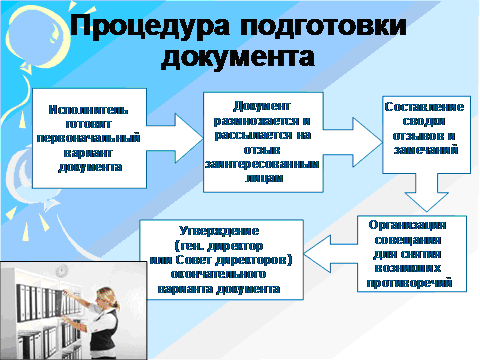 Процедура подготовки
документа
Исполнитель
готовит
первоначальный
вариант
документа
Документ
размножается и
рассылается на
отзыв
заинтересованным
лицам
Составление
сводки
отзывов и
замечаний
Организация
совещания
для снятия
возникших
противоречий
Утверждение
(ген. директор
или Совет директоров)
окончательного
варианта документа